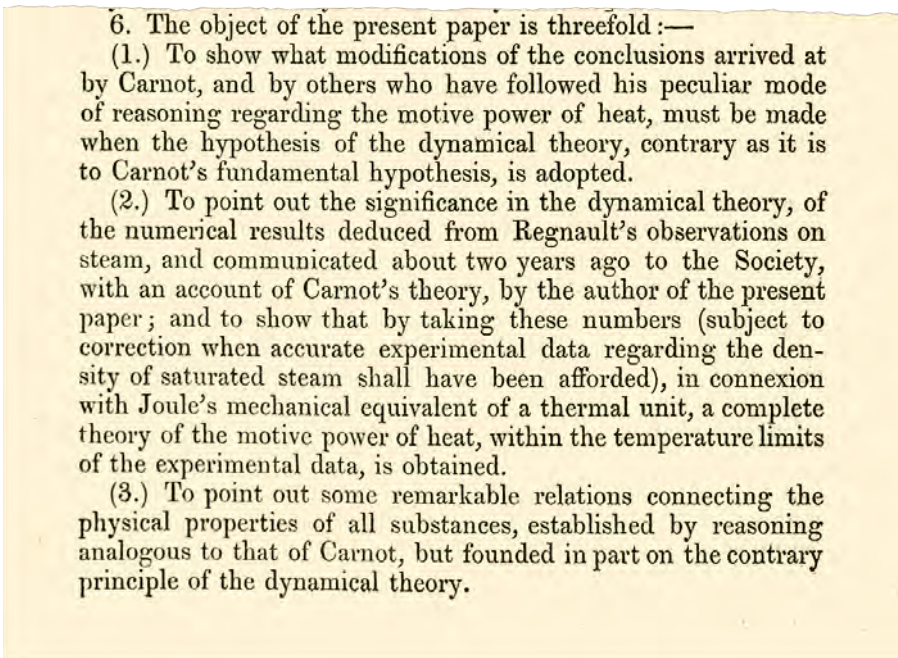 6. The object of the present paper is threefold :—
(1.) To show what modifications of the conclusions arrived at
by Carnot, and by others who have followed his peculiar mode
of reasoning regarding the motive power of heat, must be made
when the hypothesis of the dynamical theory, contrary as it is
to Carnot's fundamental hypothesis, is adopted.
(2.) To point out the significance in the dynamical theory, of
the numerical results deduced from Regnault's observations on
steam, and communicated about two years ago to the Society,
with an account of Carnot's theory, by the author of the present
paper; and to show that by taking these numbers (subject to
correction when accurate experimental data regarding the den-
sity of saturated steam shall have been afforded), in connexion
with Joule's mechanical equivalent of a thermal unit, a complete
theory of the motive power of heat, within the temperature limits
of the experimental data, is obtained.
(3.) To point out some remarkable relations connecting the
physical properties of all substances, established by reasoning
analogous to that of Carnot, but founded in part on the contrary
principle of the dynamical theory.